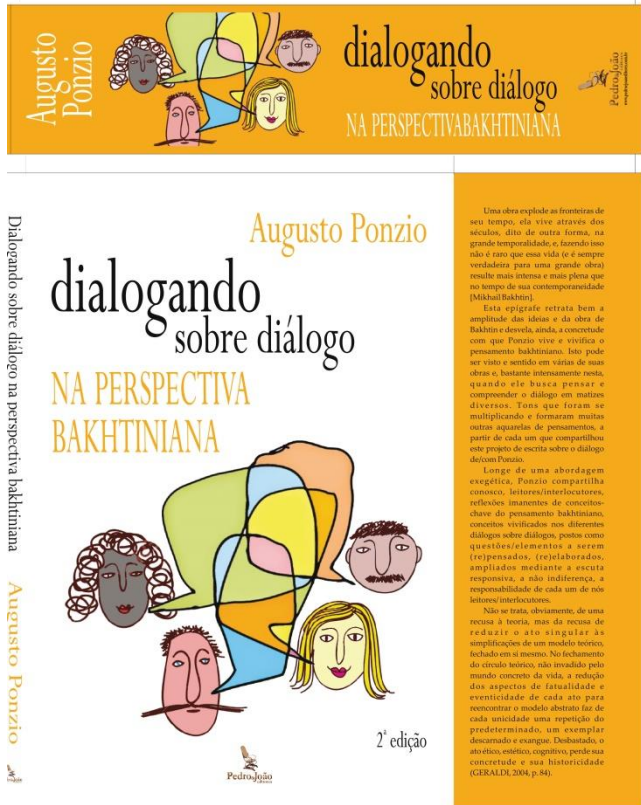 Augusto
Ponzio
dialogando
sobre diálogo
NA PERSPECTIVABAKHTINIANA
Pedro&João
Dialogando sobre diálogo na perspectiva bakhtiniana
Augusto Ponzio
Augusto Ponzio
dialogando
sobre diálogo
NA PERSPECTIVA
BAKHTINIANA
2ª edição
Pedro&João
Uma obra explode as fronteiras de
seu tempo, ela vive através dos
séculos, dito de outra forma, na
grande temporalidade, e, fazendo isso
não é raro que essa vida (e é sempre
verdadeira para uma grande obra)
resulte mais intensa e mais plena que
no tempo de sua contemporaneidade
[Mikhail Bakhtin].
Esta epígrafe retrata bem a
amplitude das ideias e da obra de
Bakhtin e desvela, ainda, a concretude
com que Ponzio vive e vivifica o
pensamento bakhtiniano. Isto pode
ser visto e sentido em várias de suas
obras e, bastante intensamente nesta,
quando ele busca pensar e
compreender o diálogo em matizes
diversos. Tons que foram se
multiplicando e formaram muitas
outras aquarelas de pensamentos, a
partir de cada um que compartilhou
este projeto de escrita sobre o diálogo
de/com Ponzio.
Longe de uma abordagem
exegética, Ponzio compartilha
conosco, leitores/interlocutores,
reflexões imanentes de conceitos-
chave do pensamento bakhtiniano,
conceitos vivificados nos diferentes
diálogos sobre diálogos, postos como
questões/elementos a serem
(re)pensados, (re)elaborados,
ampliados mediante a escuta
responsiva, a não indiferença, a
responsabilidade de cada um de nós
leitores/interlocutores.
Não se trata, obviamente, de uma
recusa à teoria, mas da recusa de
reduzir o ato singular às
simplificações de um modelo teórico,
fechado em si mesmo. No fechamento
do círculo teórico, não invadido pelo
mundo concreto da vida, a redução
dos aspectos de fatualidade e
eventicidade de cada ato para
reencontrar o modelo abstrato faz de
cada unicidade uma repetição do
predeterminado, um exemplar
descarnado e exangue. Desbastado, o
ato ético, estético, cognitivo, perde sua
concretude e sua historicidade
(GERALDI, 2004, p. 84).